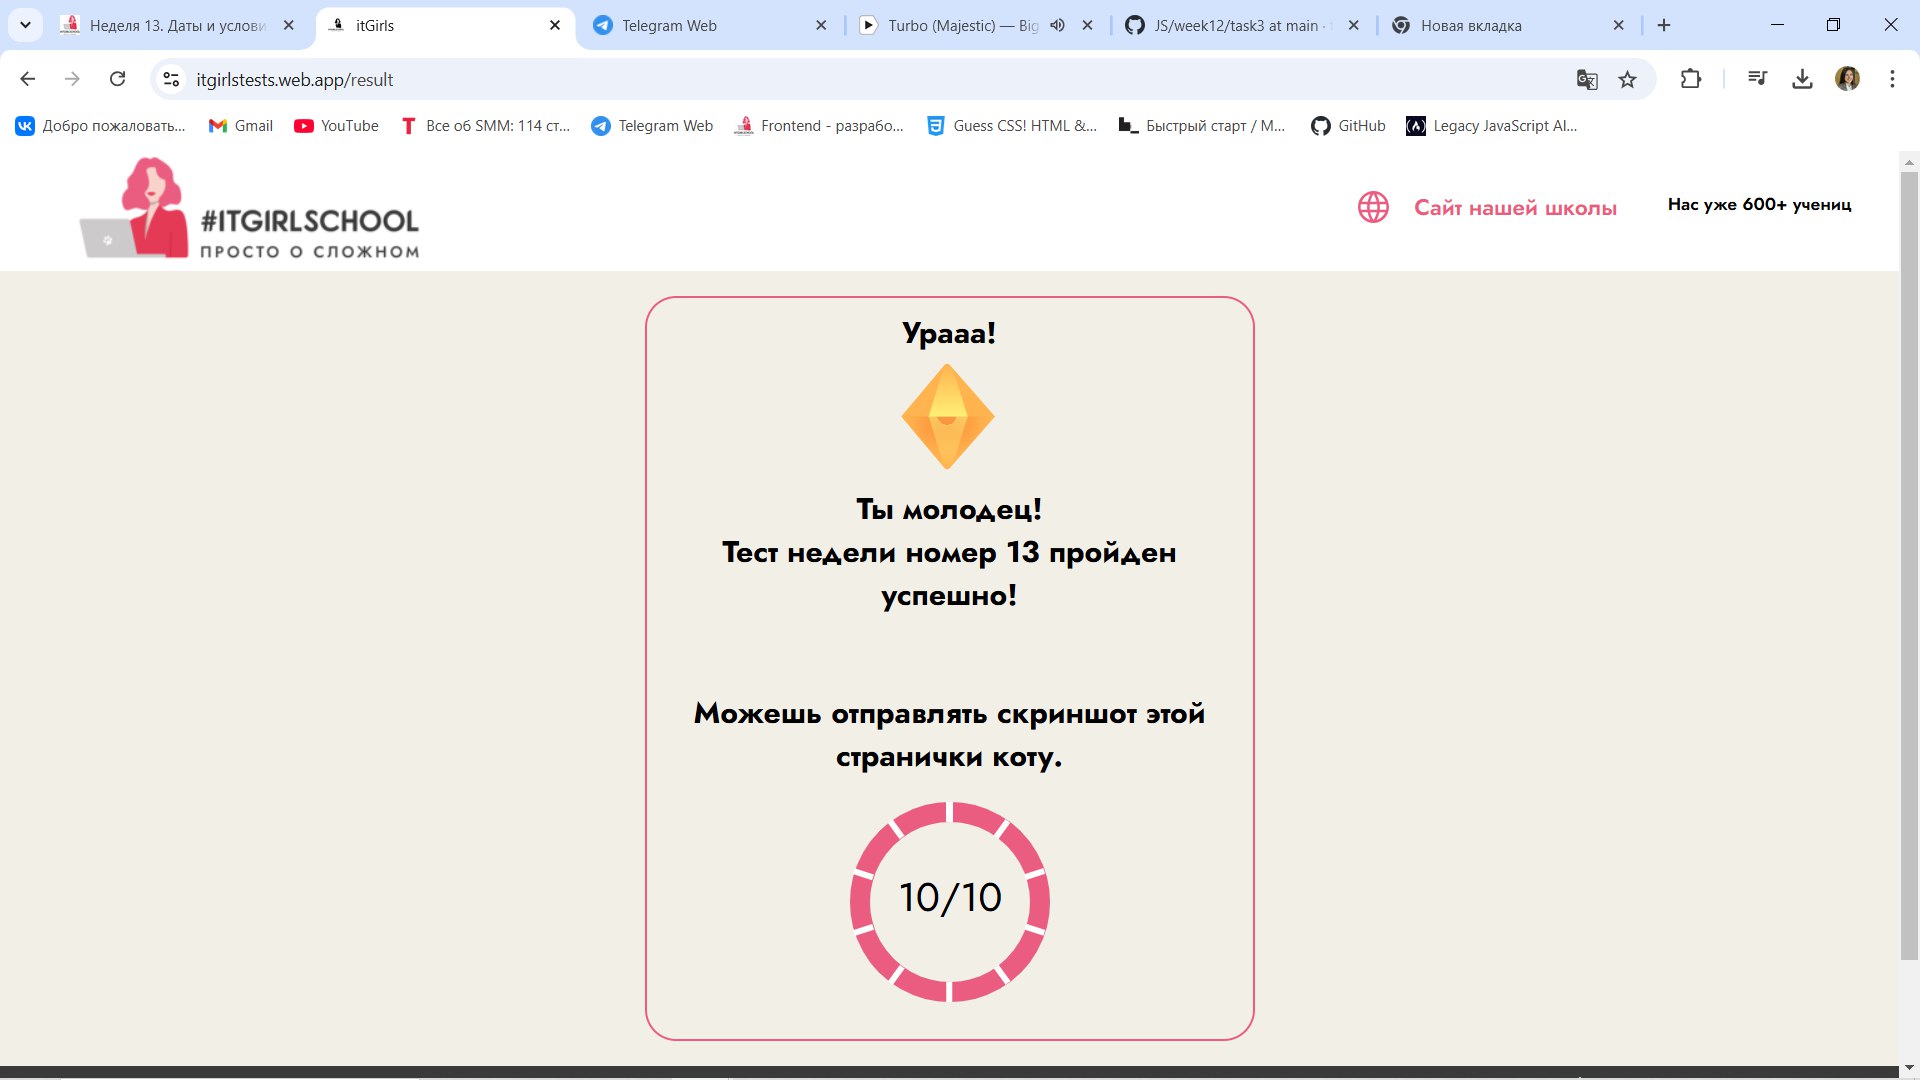 Неделя 13. Даты и услови
itGirls
Telegram Web
Turbo (Majestic) — Big
JS/week12/task3 at main ·
Новая вкладка
itgirlstests.web.app/result
Добро пожаловать...
Gmail
YouTube
Все об SMM: 114 ст...
Telegram Web
Frontend - разрабо...
Guess CSS! HTML &...
Быстрый старт / M...
GitHub
Legacy JavaScript Al...
#ITGIRLSCHOOL
ПРОСТО О СЛОЖНОМ
Сайт нашей школы
Нас уже 600+ учениц
Урааа!
Ты молодец!
Тест недели номер 13 пройден
успешно!
Можешь отправлять скриншот этой
странички коту.
10/10